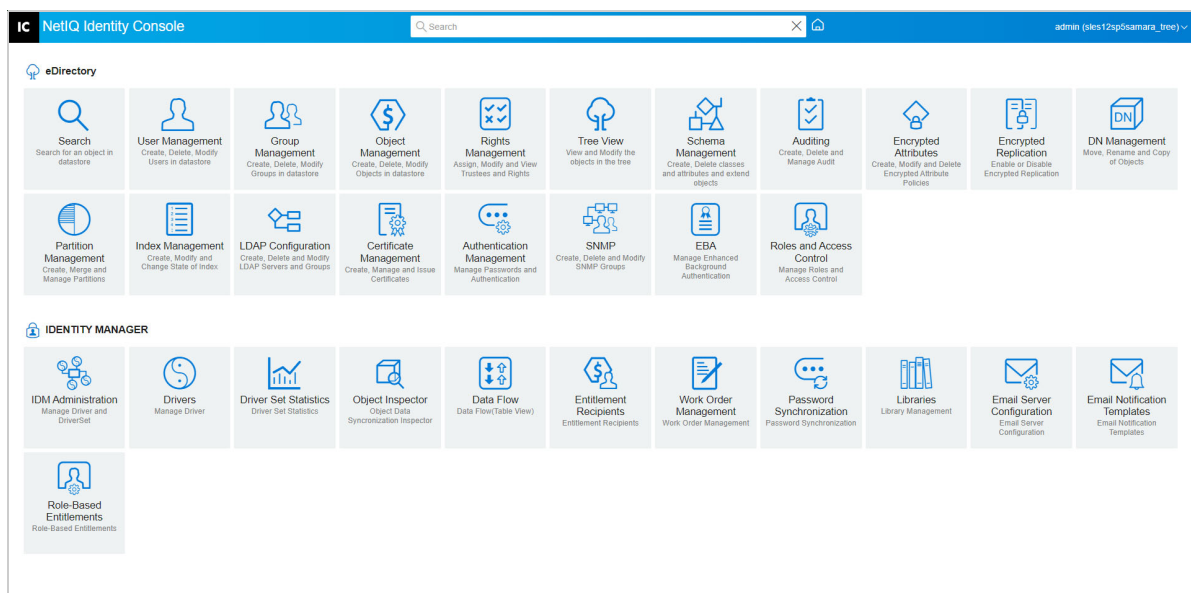 IC NetIQ Identity Console
Search
admin (sles12sp5samara_tree)
eDirectory
Search
Search for an object in
datastore
User Management
Create, Delete, Modify
Users in datastore
Group
Management
Create, Delete, Modify
Groups in datastore
Object
Management
Create, Delete, Modify
Objects in datastore
Rights
Management
Assign, Modify and View
Trustees and Rights
Tree View
View and Modify the
objects in the tree
Schema
Management
Create, Delete classes
and attributes and extend
objects
Auditing
Create, Delete and
Manage Audit
Encrypted
Attributes
Create, Modify and Delete
Encrypted Attribute
Policies
Encrypted
Replication
Enable or Disable
Encrypted Replication
DN
DN Management
Move, Rename and Copy
of Objects
Partition
Management
Create, Merge and
Manage Partitions
Index Management
Create, Modify and
Change State of Index
LDAP Configuration
Create, Delete and Modify
LDAP Servers and Groups
Certificate
Management
Create, Manage and Issue
Certificates
Authentication
Management
Manage Passwords and
Authentication
SNMP
Create, Delete and Modify
SNMP Groups
EBA
Manage Enhanced
Background
Authentication
Roles and Access
Control
Manage Roles and
Access Control
IDENTITY MANAGER
IDM Administration
Manage Driver and
DriverSet
Drivers
Manage Driver
Driver Set Statistics
Driver Set Statistics
Object Inspector
Object Data
Syncronization Inspector
Data Flow
Data Flow(Table View)
Entitlement
Recipients
Entitlement Recipients
Work Order
Management
Work Order Management
Password
Synchronization
Password Synchronization
Libraries
Library Management
Email Server
Configuration
Email Server
Configuration
Email Notification
Templates
Email Notification
Templates
Role-Based
Entitlements
Role-Based Entitlements